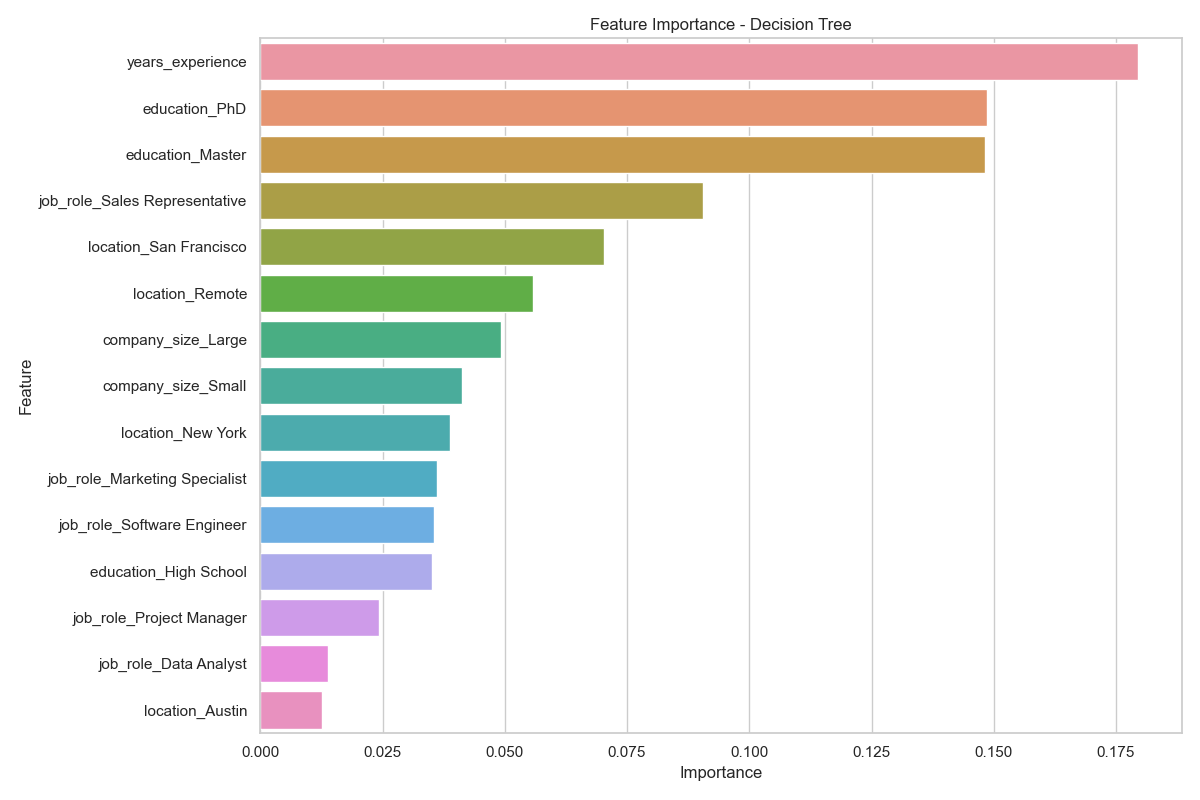 Feature Importance - Decision Tree
years_experience
education_PhD
education_Master
job_role_Sales Representative
location_San Francisco
location_Remote
company_size_Large
company_size_Small
location_New York
job_role_Marketing Specialist
job_role_Software Engineer
education_High School
job_role_Project Manager
job_role_Data Analyst
location_Austin
Feature
0.000 0.025 0.050 0.075 0.100 0.125 0.150 0.175
Importance